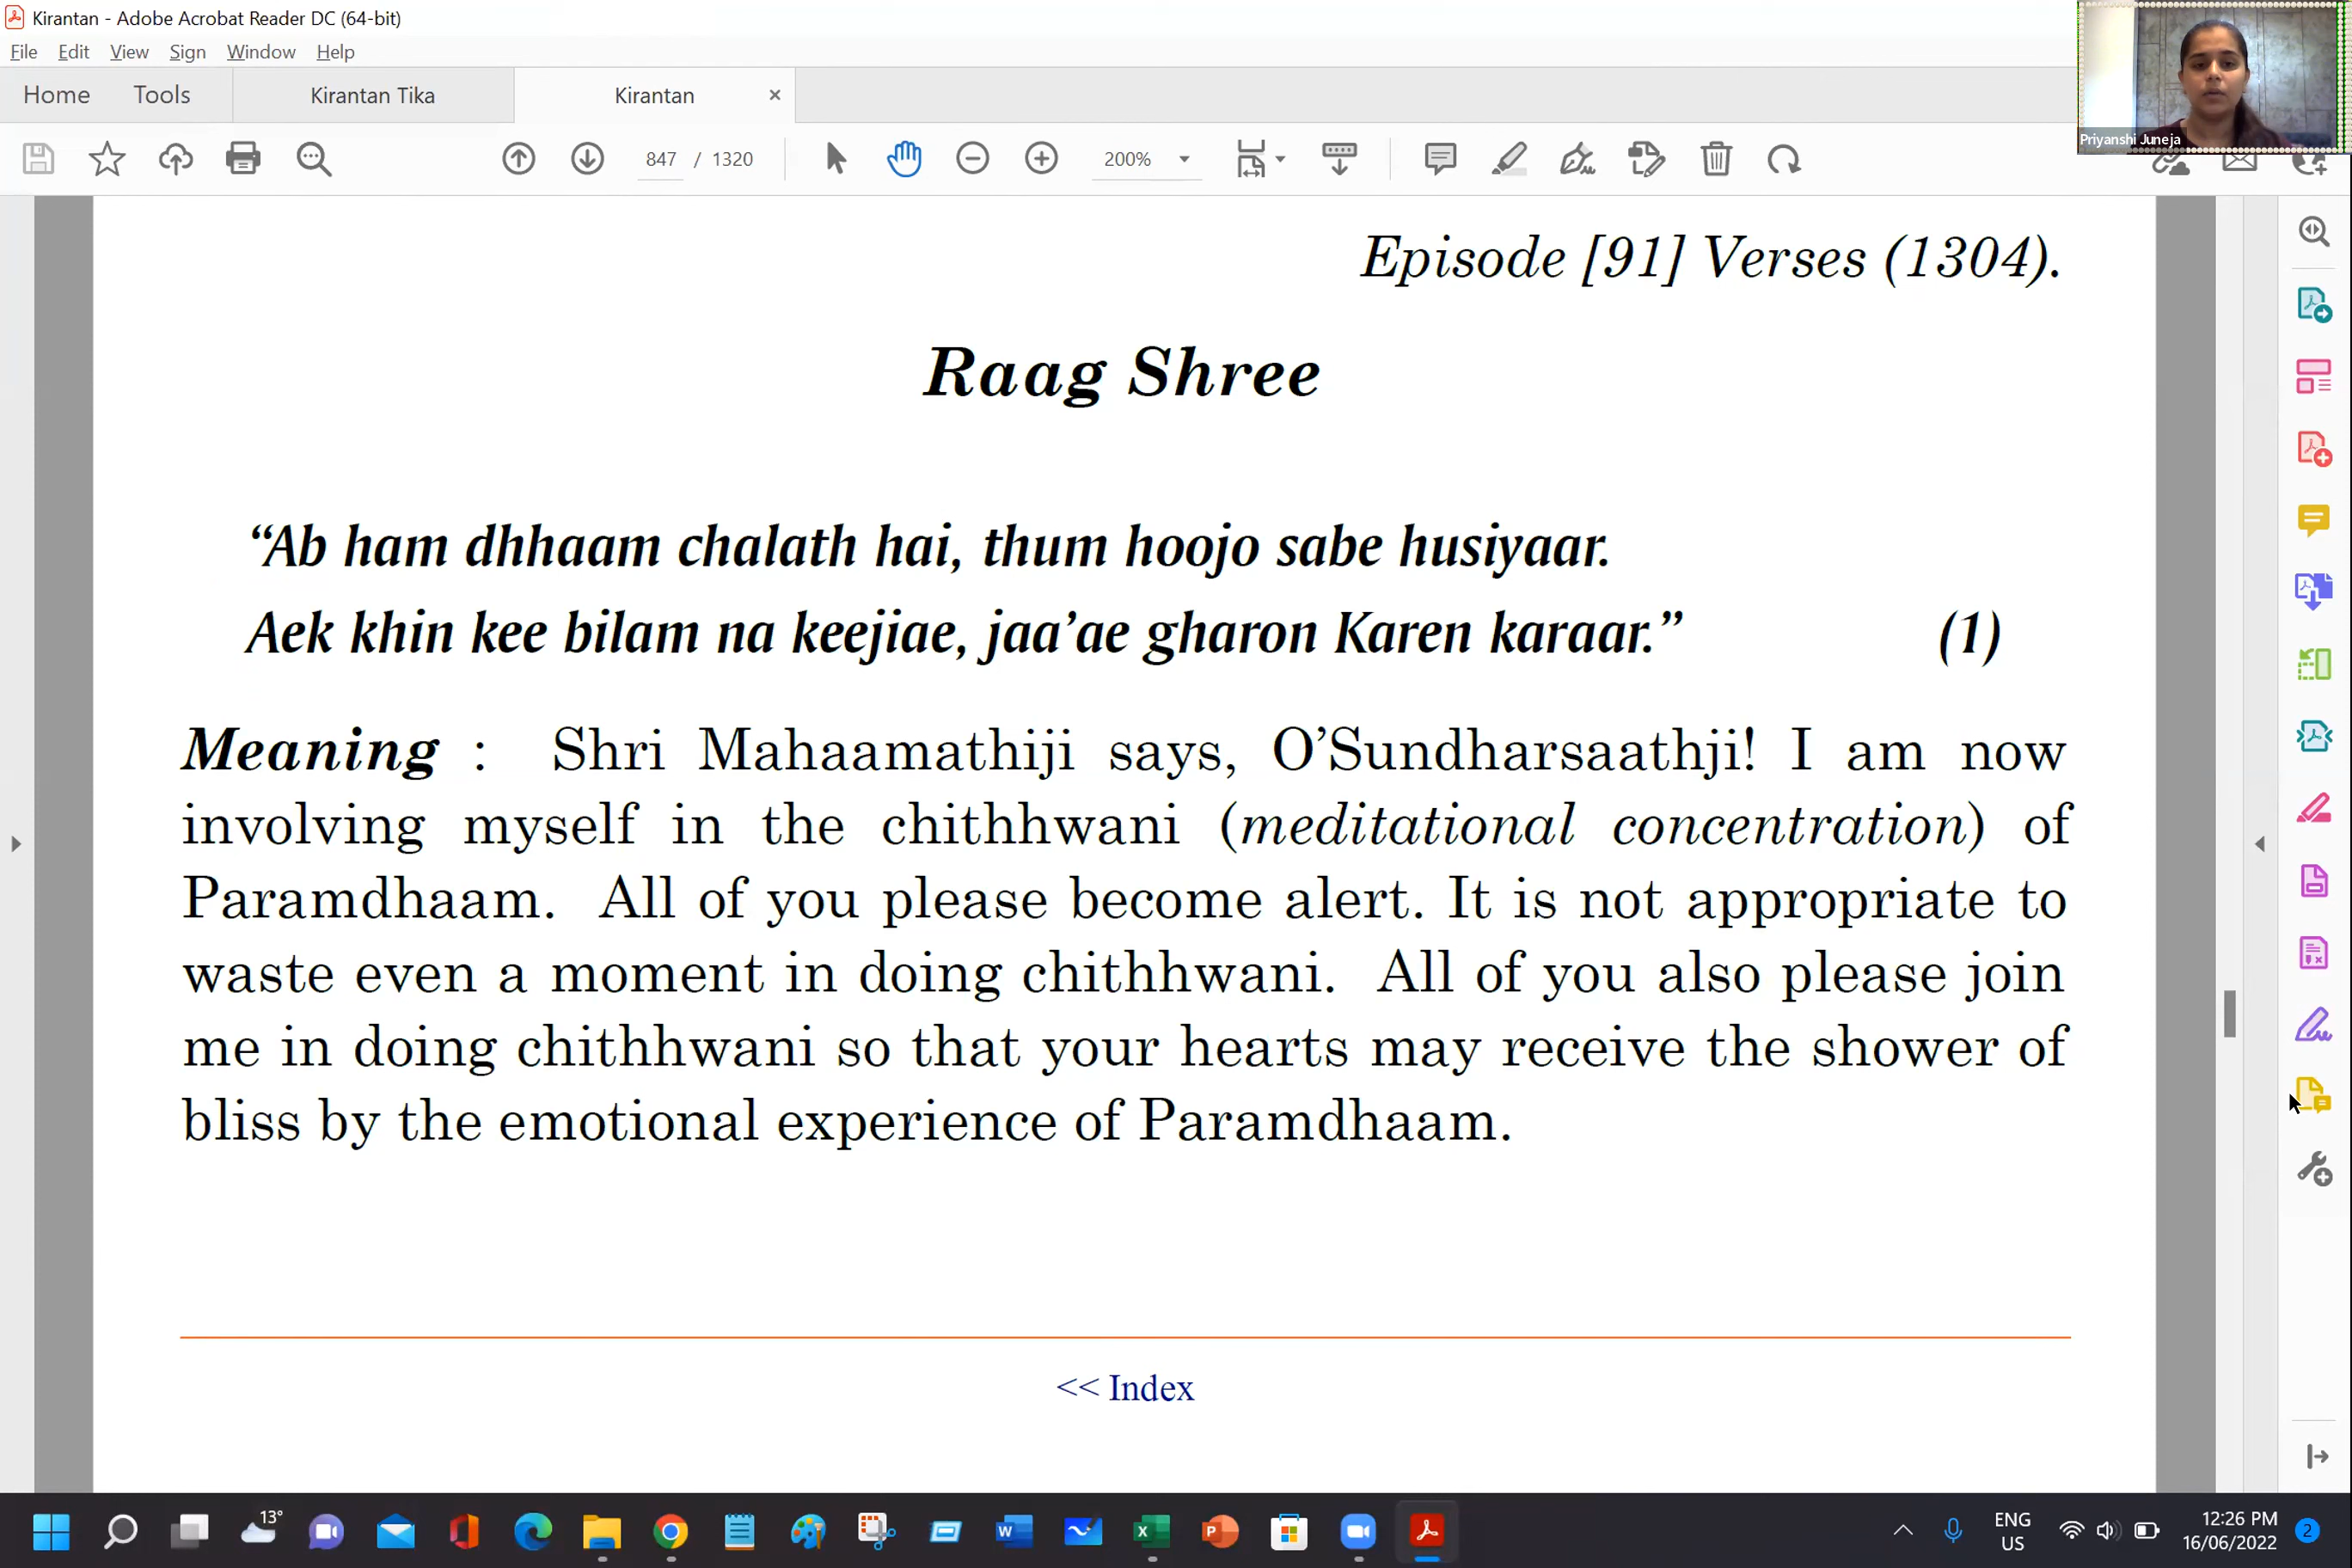 Kirantan - Adobe Acrobat Reader DC (64-bit)
File Edit View Sign Window Help
Home Tools Kirantan Tika Kirantan ×
847 / 1320 200%
Priyanshi Juneja
Episode [91] Verses (1304).
Raag Shree
“Ab ham dhhaam chalath hai, thum hoojo sabe husiyaar.
Aek khin kee bilam na keejiae, jaa’ae gharon Karen karaar.” (1)
Meaning : Shri Mahaamathiji says, O’Sundharsaathji! I am now
involving myself in the chithhwani (meditational concentration) of
Paramdhaam. All of you please become alert. It is not appropriate to
waste even a moment in doing chithhwani. All of you also please join
me in doing chithhwani so that your hearts may receive the shower of
bliss by the emotional experience of Paramdhaam.
<< Index
13°
ENG
US
12:26 PM
16/06/2022
2